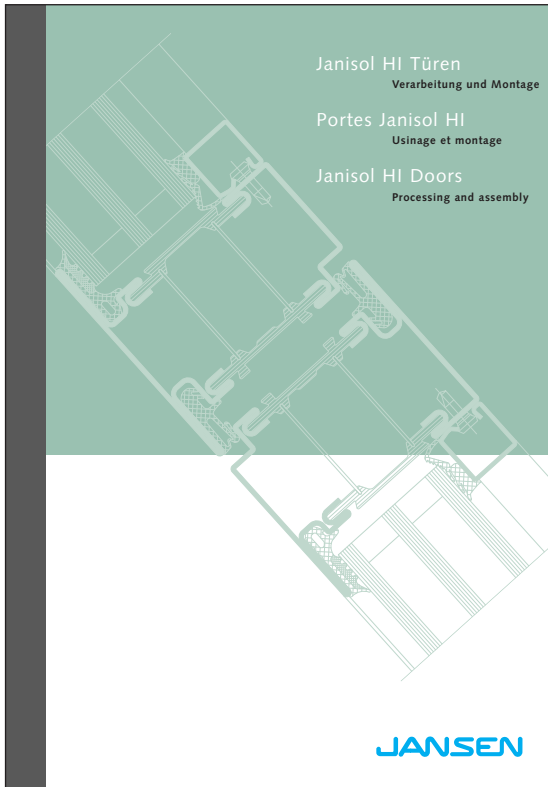 Janisol HI Türen
Verarbeitung und Montage
Portes Janisol HI
Usinage et montage
Janisol HI Doors
Processing and assembly
JANSEN